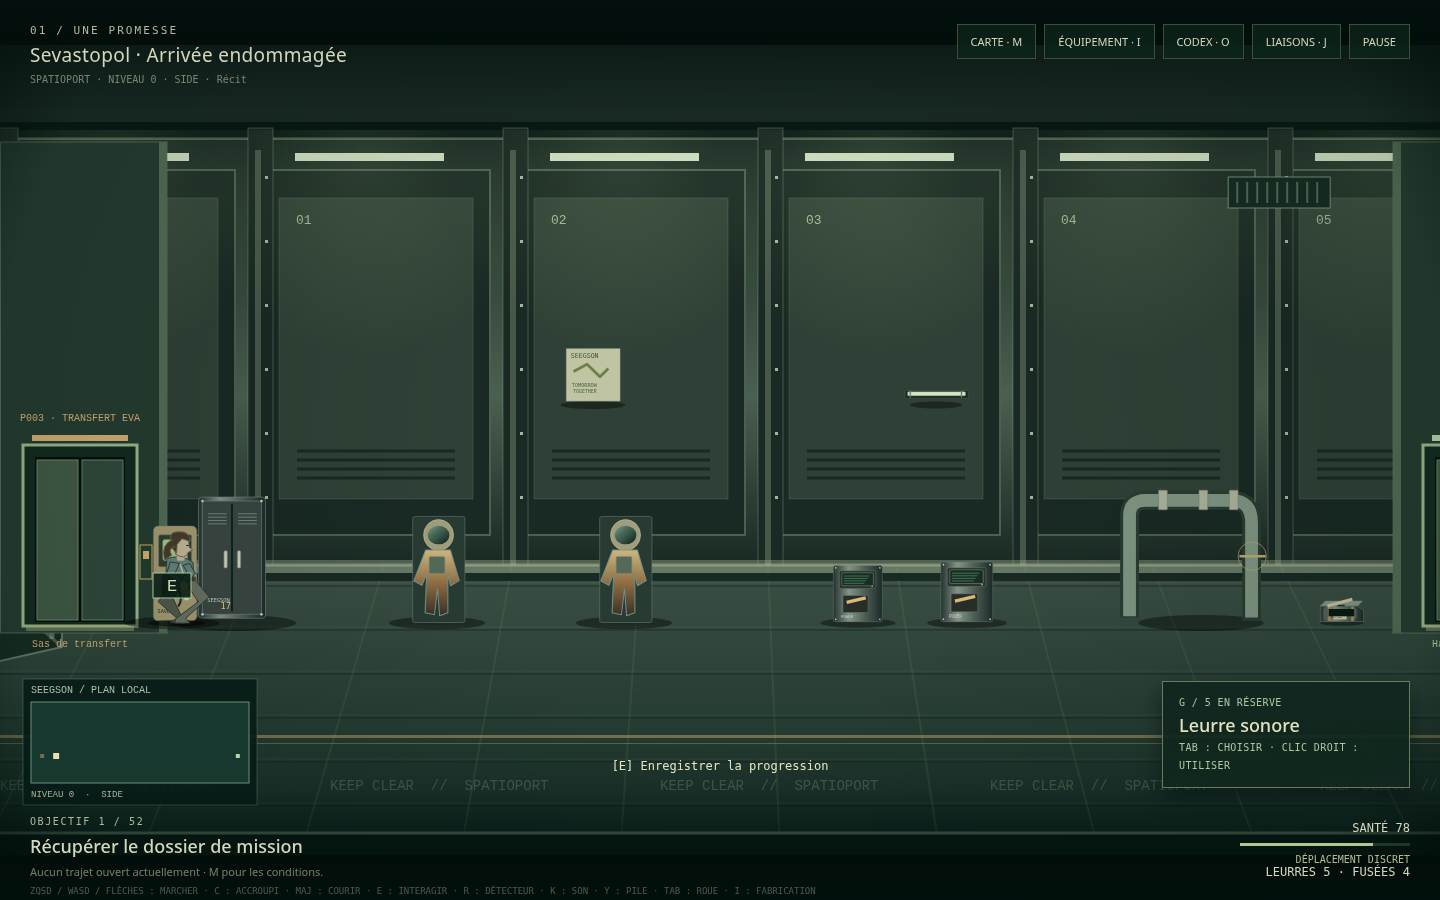 01 / UNE PROMESSE
Sevastopol · Arrivée endommagée
SPATIOPORT · NIVEAU 0 · SIDE · Récit
CARTE · M
ÉQUIPEMENT · I
CODEX · O
LIAISONS · J
PAUSE
01
02
03
04
05
SEEGSON
TOMORROW
TOGETHER
P003 · TRANSFERT EVA
E
SEEGSON
17
Sas de transfert
SEEGSON / PLAN LOCAL
NIVEAU 0 · SIDE
G / 5 EN RÉSERVE
Leurre sonore
TAB : CHOISIR · CLIC DROIT :
UTILISER
[E] Enregistrer la progression
KEEP CLEAR // SPATIOPORT
KEEP CLEAR // SPATIOPORT
KEEP CLEAR //
OBJECTIF 1 / 52
Récupérer le dossier de mission
Aucun trajet ouvert actuellement · M pour les conditions.
ZQSD / WASD / FLÈCHES : MARCHER · C : ACCROUPI · MAJ : COURIR · E : INTERAGIR · R : DÉTECTEUR · K : SON · Y : PILE · TAB : ROUE · I : FABRICATION
SANTÉ 78
DÉPLACEMENT DISCRET
LEURRES 5 · FUSÉES 4